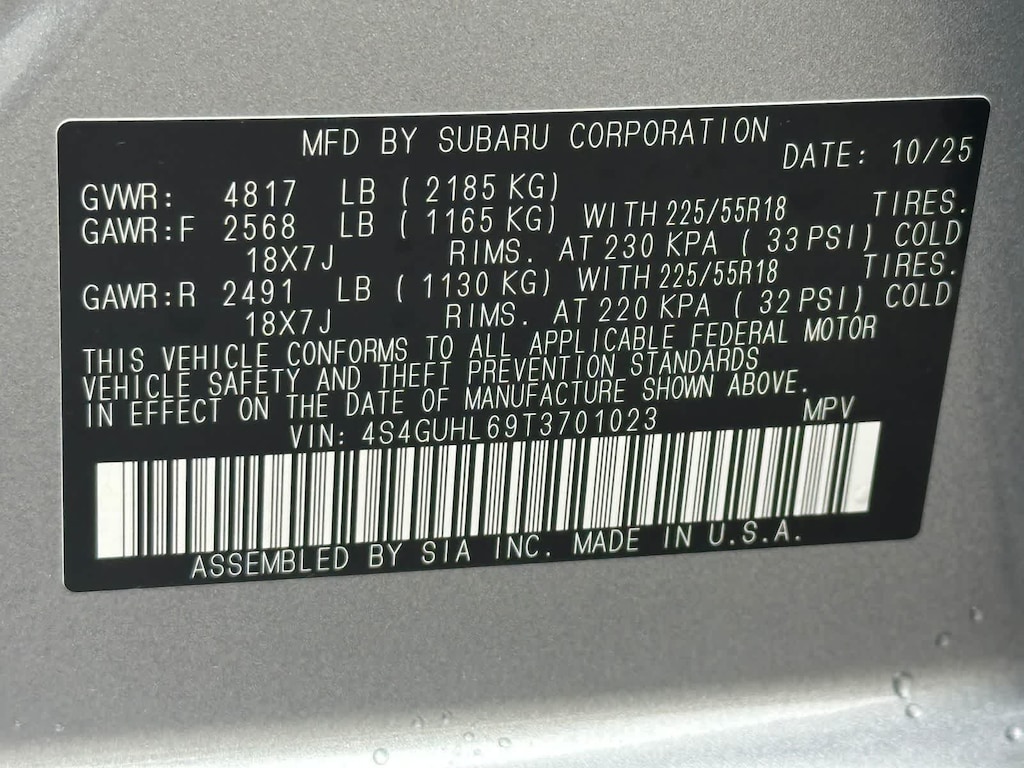 MFD BY SUBARU CORPORATION
DATE: 10/25
GVWR: 4817 LB ( 2185 KG)
GAWR:F 2568 LB ( 1165 KG) WITH 225/55R18 TIRES.
18X7J RIMS. AT 230 KPA ( 33 PSI) COLD
GAWR:R 2491 LB ( 1130 KG) WITH 225/55R18 TIRES.
18X7J RIMS. AT 220 KPA ( 32 PSI) COLD
THIS VEHICLE CONFORMS TO ALL APPLICABLE FEDERAL MOTOR
VEHICLE SAFETY AND THEFT PREVENTION STANDARDS
IN EFFECT ON THE DATE OF MANUFACTURE SHOWN ABOVE.
VIN: 4S4GUHL69T3701023 MPV
ASSEMBLED BY SIA INC. MADE IN U.S.A.